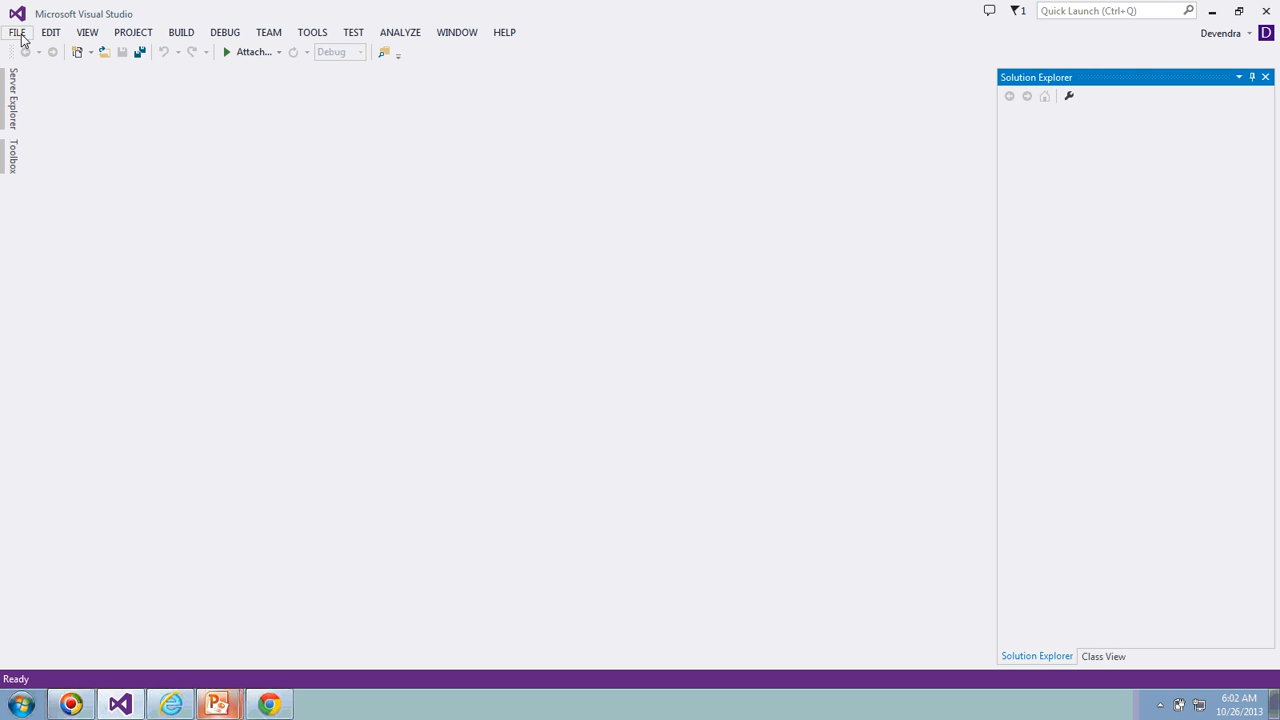 Microsoft Visual Studio
1
Quick Launch (Ctrl+Q)
FILE EDIT VIEW PROJECT BUILD DEBUG TEAM TOOLS TEST ANALYZE WINDOW HELP
Devendra D
Attach... Debug
Server Explorer
Toolbox
Solution Explorer
Solution Explorer Class View
Ready
6:02 AM
10/26/2013